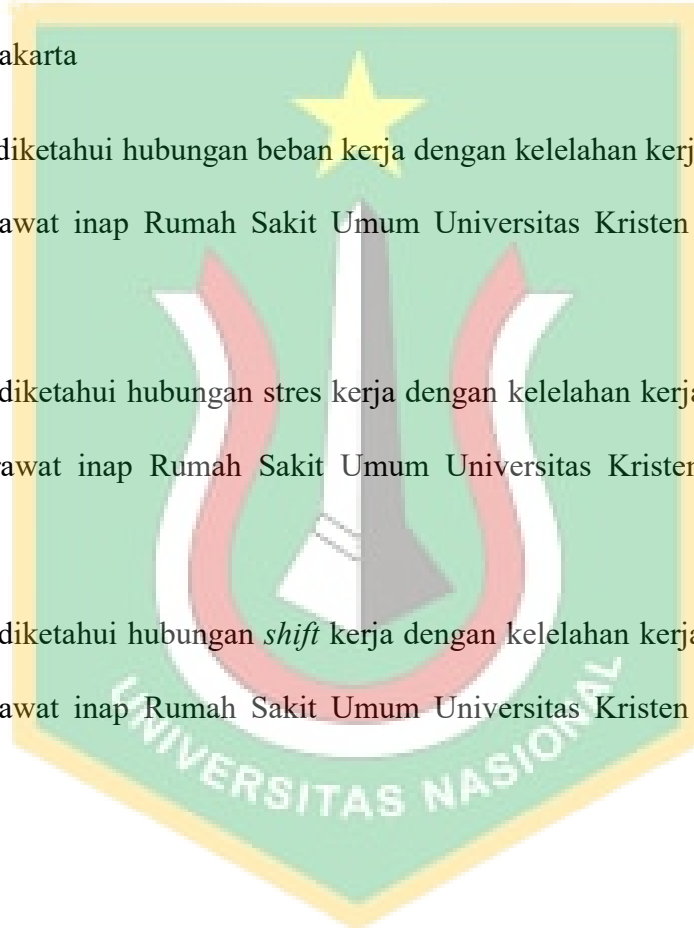 akarta
diketahui hubungan beban kerja dengan kelelahan kerj
awat inap Rumah Sakit Umum Universitas Kristen
diketahui hubungan stres kerja dengan kelelahan kerja
rawat inap Rumah Sakit Umum Universitas Kristen
diketahui hubungan shift kerja dengan kelelahan kerja
awat inap Rumah Sakit Umum Universitas Kristen
UNIVERSITAS NASIONAL